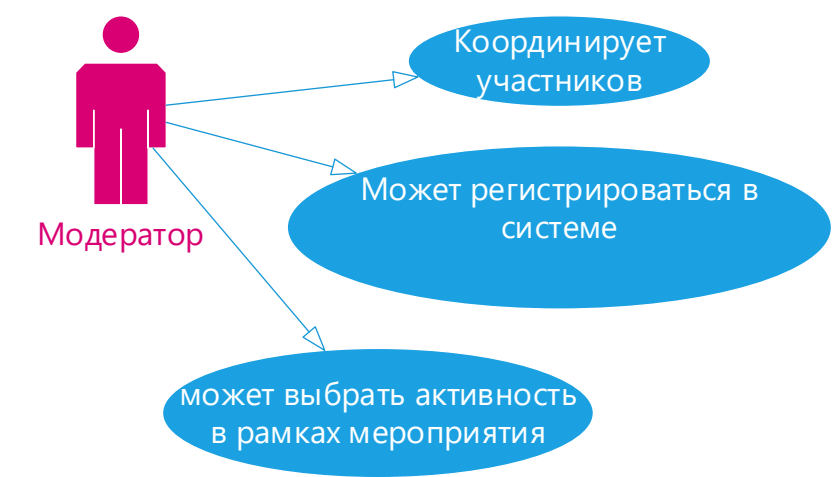 Координирует
участников
Может регистрироваться в
системе
Модератор
может выбрать активность
в рамках мероприятия